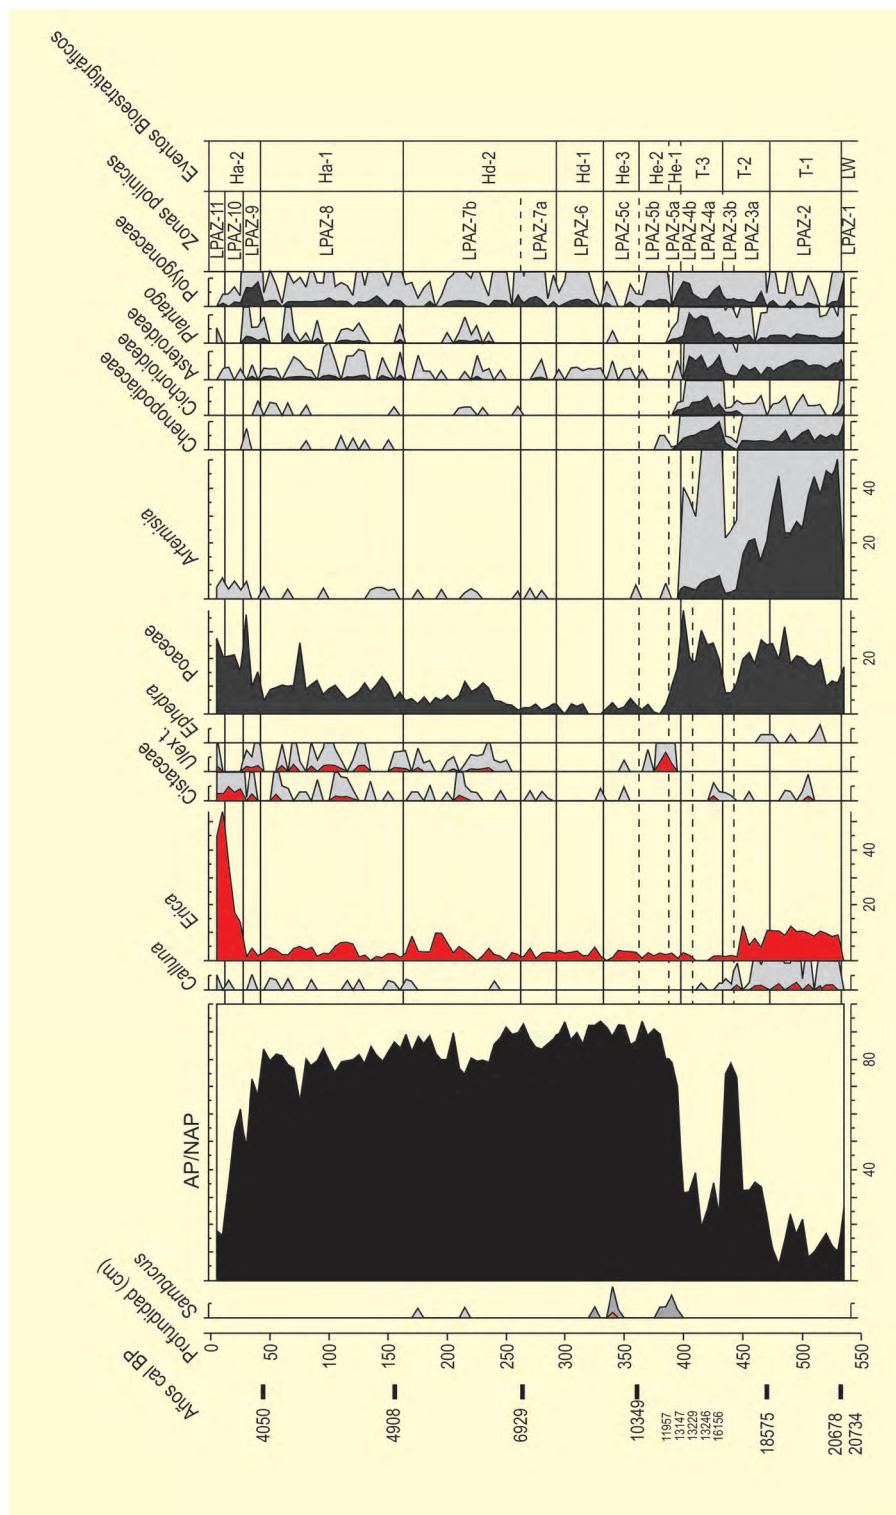 Años cal BP
Profundidad (cm)
Sambucus
AP/NAP
Calluna
Erica
Cistaceae
Ulex t.
Ephedra
Poaceae
Artemisia
Chenopodiaceae
Cichorioideae
Asteroideae
Plantago
Polygonaceae
Zonas polínicas
Eventos Bioestratigráficos
4050
4908
6929
10349
11957
13147
13229
13246
16156
18575
20678
20734
0
50
100
150
200
250
300
350
400
450
500
550
40
80
20
40
20
20
40
LPAZ-11
LPAZ-10
LPAZ-9
LPAZ-8
LPAZ-7b
LPAZ-7a
LPAZ-6
LPAZ-5c
LPAZ-5b
LPAZ-5a
LPAZ-4b
LPAZ-4a
LPAZ-3b
LPAZ-3a
LPAZ-2
LPAZ-1
Ha-2
Ha-1
Hd-2
Hd-1
He-3
He-2
He-1
T-3
T-2
T-1
LW